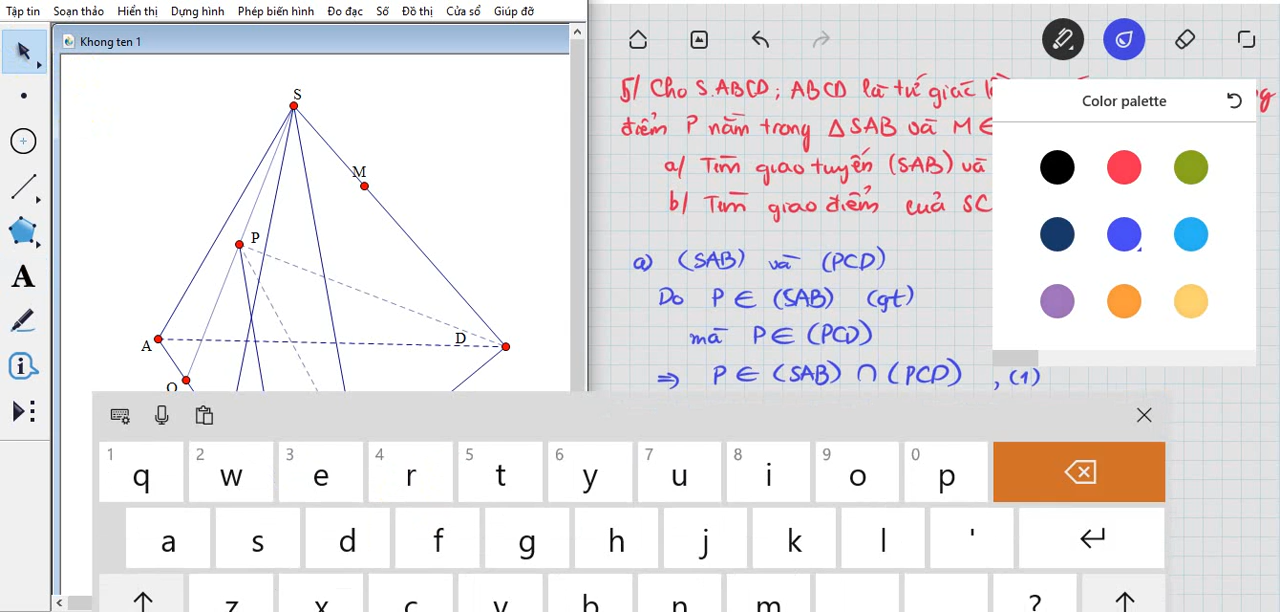 Tập tin Soạn thảo Hiển thị Dựng hình Phép biến hình Đo đạc Số Đồ thị Cửa sổ Giúp đỡ
Khong ten 1
S
M
P
A
D
Q
5/ Cho S.ABCD; ABCD là tứ giác
điểm P nằm trong △SAB và M ∈
a/ Tìm giao tuyến (SAB) và
b/ Tìm giao điểm của SC
a) (SAB) và (PCD)
Do P ∈ (SAB) (gt)
mà P ∈ (PCD)
⇒ P ∈ (SAB) ∩ (PCD) , (1)
Color palette
1 q 2 w 3 e 4 r 5 t 6 y 7 u 8 i 9 o 0 p
a s d f g h j k l '
z x c v b n m ?